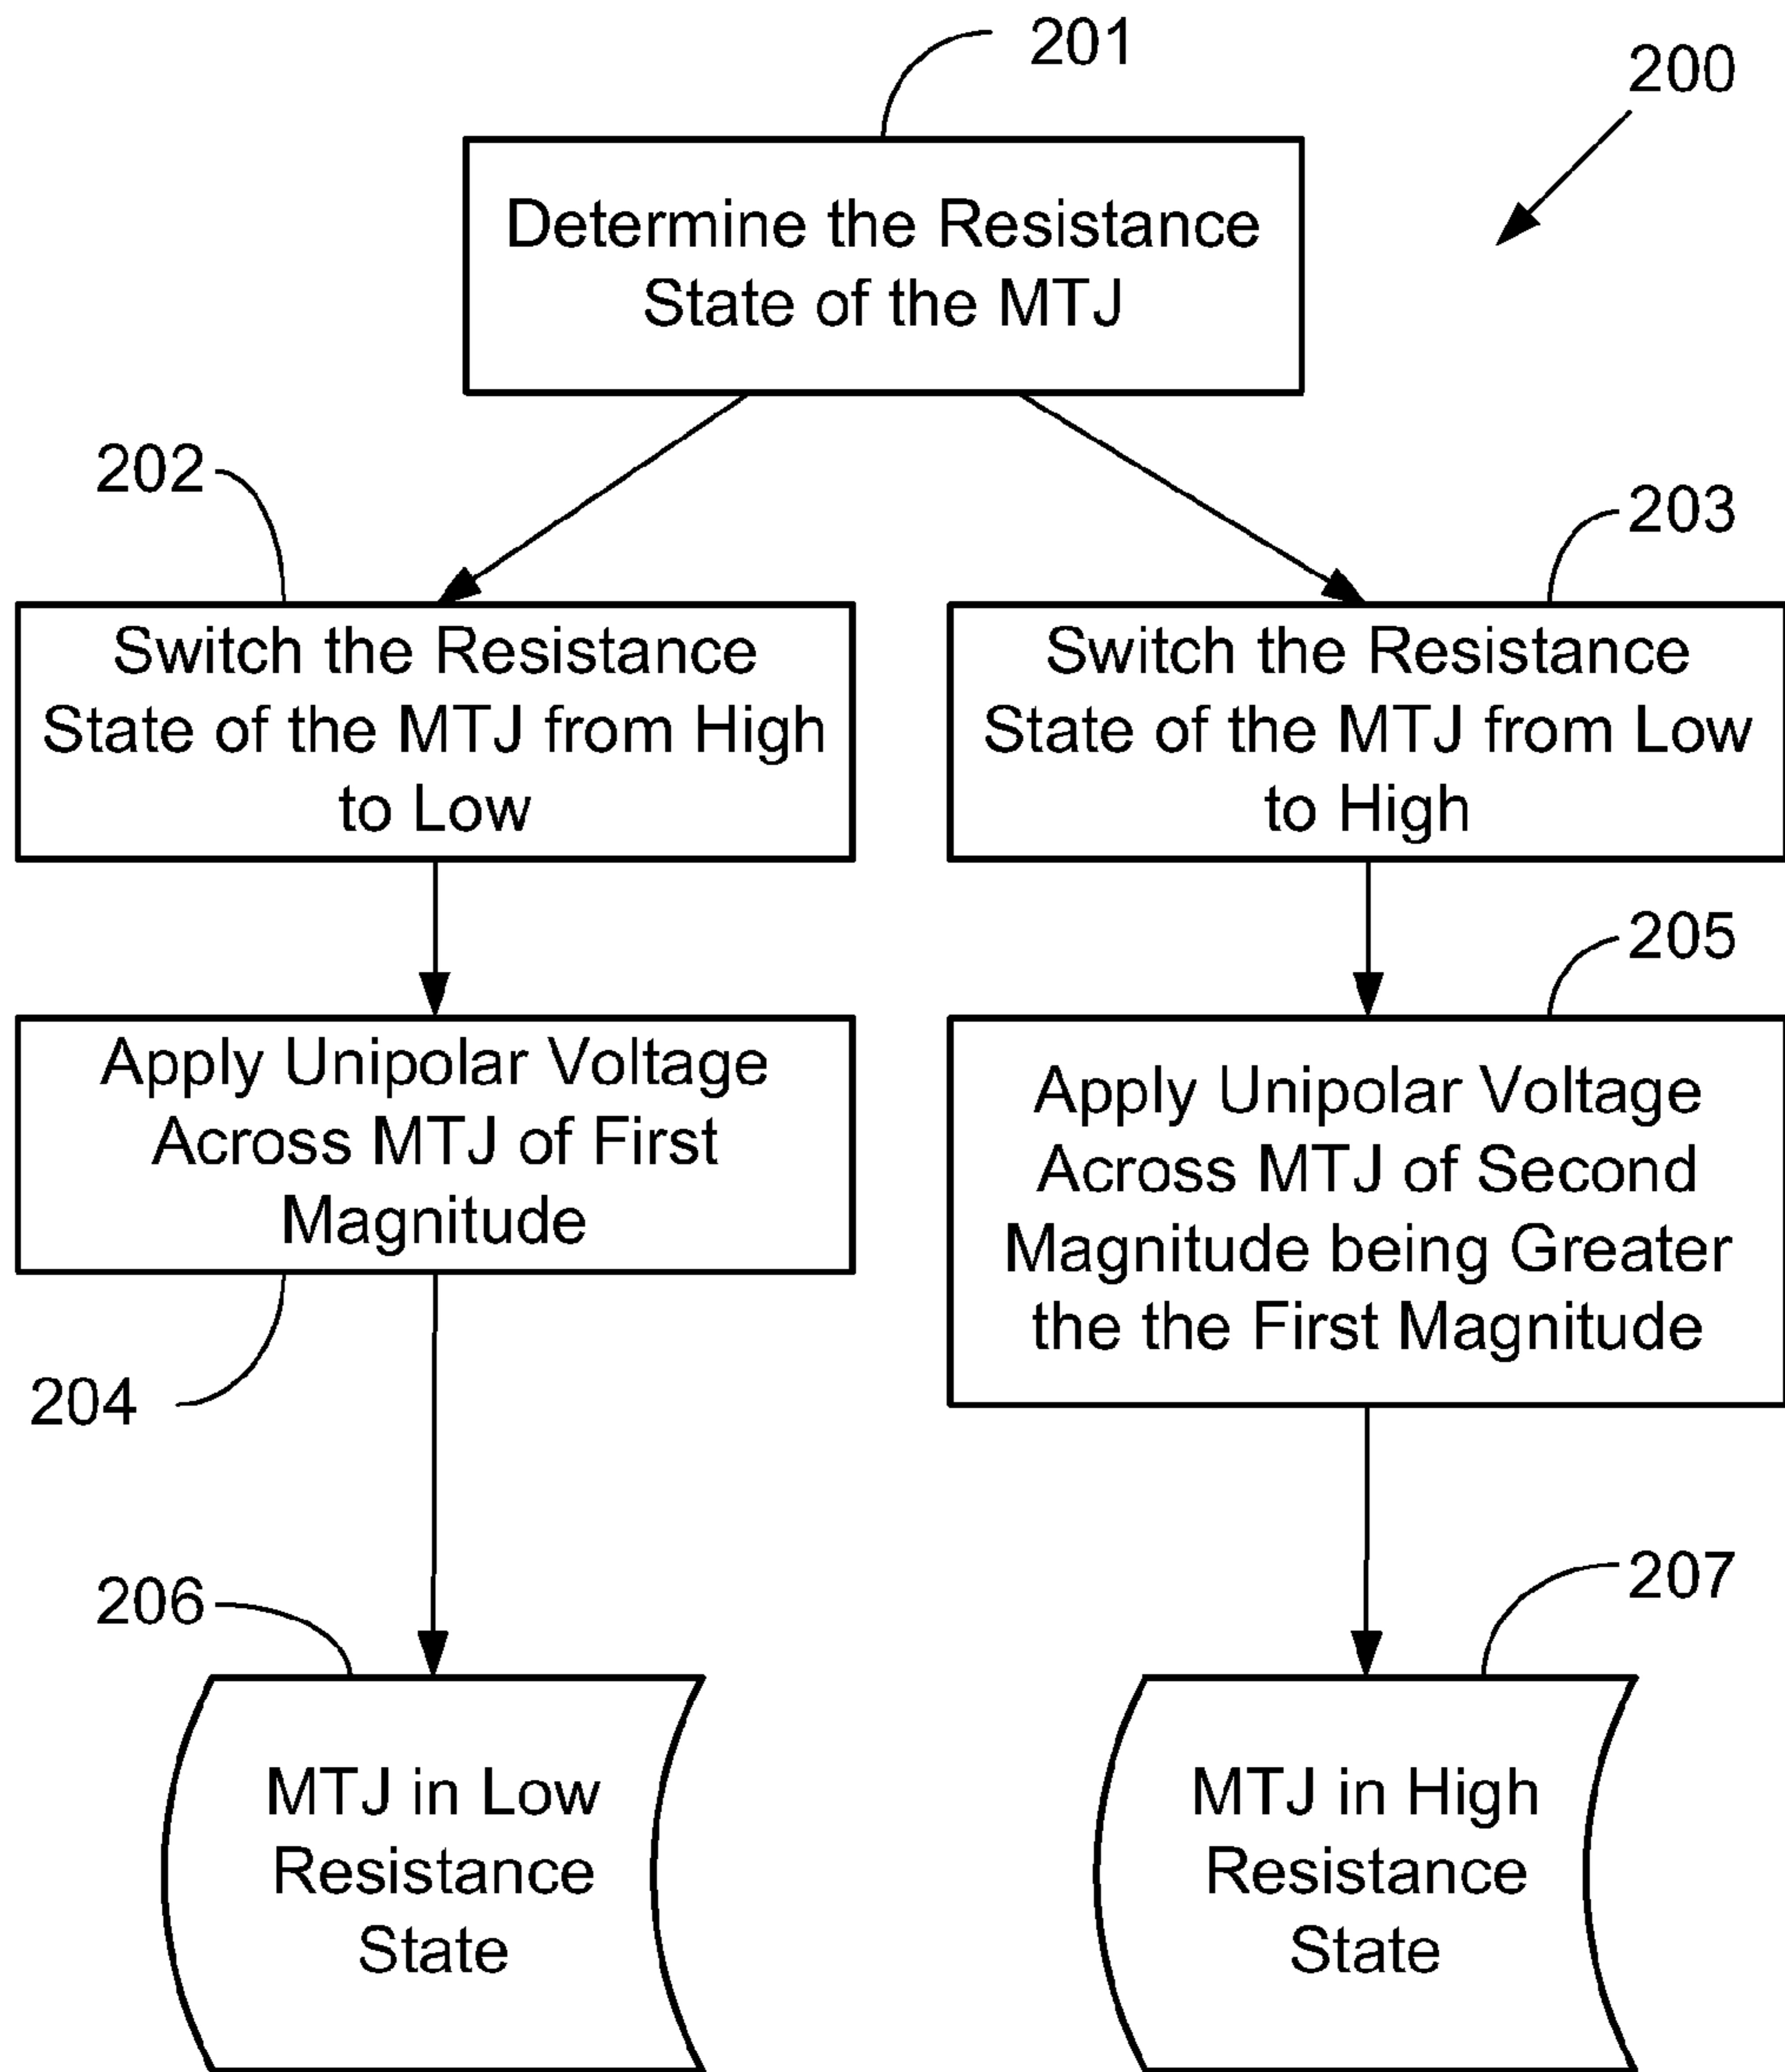 201
200
Determine the Resistance
State of the MTJ
202
203
Switch the Resistance
State of the MTJ from High
to Low
Switch the Resistance
State of the MTJ from Low
to High
205
Apply Unipolar Voltage
Across MTJ of First
Magnitude
Apply Unipolar Voltage
Across MTJ of Second
Magnitude being Greater
the the First Magnitude
204
206
207
MTJ in Low
Resistance
State
MTJ in High
Resistance
State